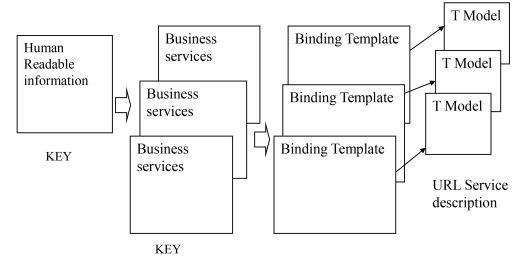 Human
Readable
information
KEY
Business
services
Business
services
Business
services
KEY
Binding Template
Binding Template
Binding Template
T Model
T Model
T Model
URL Service
description